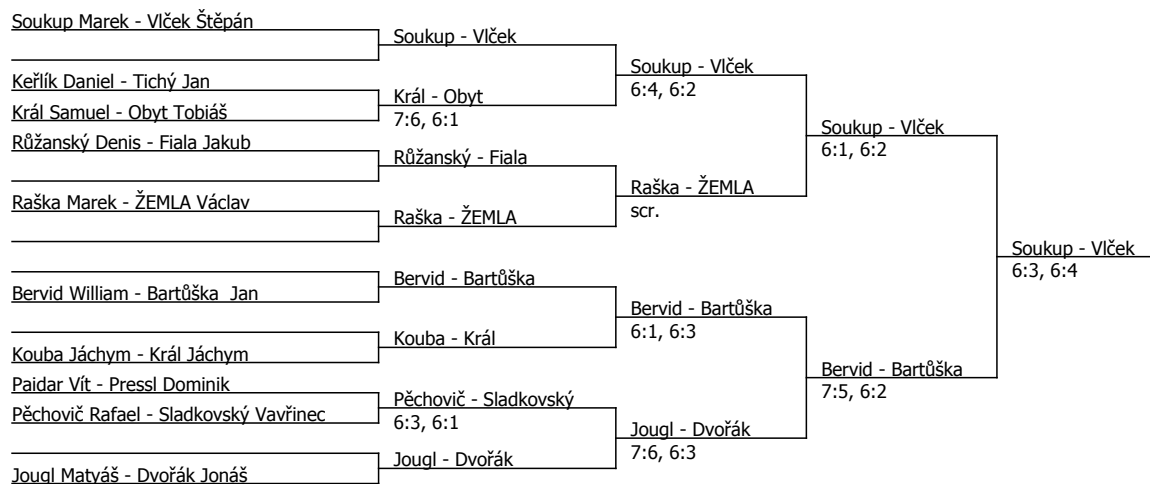 Soukup Marek - Vlček Štěpán
Soukup - Vlček
Soukup - Vlček
6:4, 6:2
Keřlík Daniel - Tichý Jan
Král - Obyt
7:6, 6:1
Král Samuel - Obyt Tobiáš
Soukup - Vlček
6:1, 6:2
Růžanský Denis - Fiala Jakub
Růžanský - Fiala
Raška - ŽEMLA
scr.
Raška Marek - ŽEMLA Václav
Raška - ŽEMLA
Soukup - Vlček
6:3, 6:4
Bervid - Bartůška
Bervid William - Bartůška  Jan
Bervid - Bartůška
6:1, 6:3
Kouba - Král
Kouba Jáchym - Král Jáchym
Bervid - Bartůška
7:5, 6:2
Paidar Vít - Pressl Dominik
Pěchovič - Sladkovský
6:3, 6:1
Pěchovič Rafael - Sladkovský Vavřinec
Jougl - Dvořák
7:6, 6:3
Jougl - Dvořák
Jougl Matyáš - Dvořák Jonáš